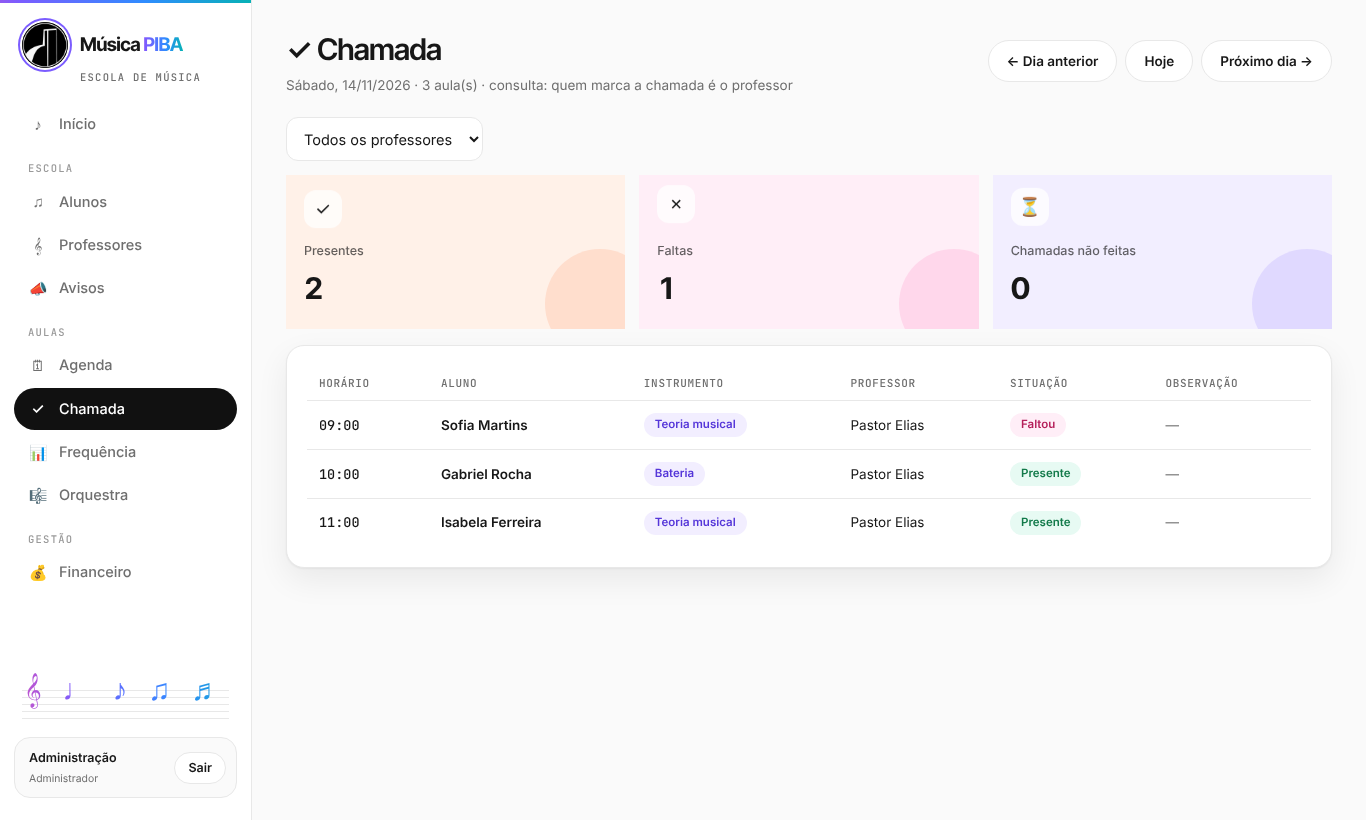 Música PIBA
ESCOLA DE MÚSICA
Início
ESCOLA
Alunos
Professores
Avisos
AULAS
Agenda
Chamada
Frequência
Orquestra
GESTÃO
Financeiro
Administração
Administrador
Sair
✓ Chamada
Sábado, 14/11/2026 · 3 aula(s) · consulta: quem marca a chamada é o professor
← Dia anterior
Hoje
Próximo dia →
Todos os professores
Presentes
2
Faltas
1
Chamadas não feitas
0
HORÁRIO ALUNO INSTRUMENTO PROFESSOR SITUAÇÃO OBSERVAÇÃO
09:00 Sofia Martins Teoria musical Pastor Elias Faltou —
10:00 Gabriel Rocha Bateria Pastor Elias Presente —
11:00 Isabela Ferreira Teoria musical Pastor Elias Presente —